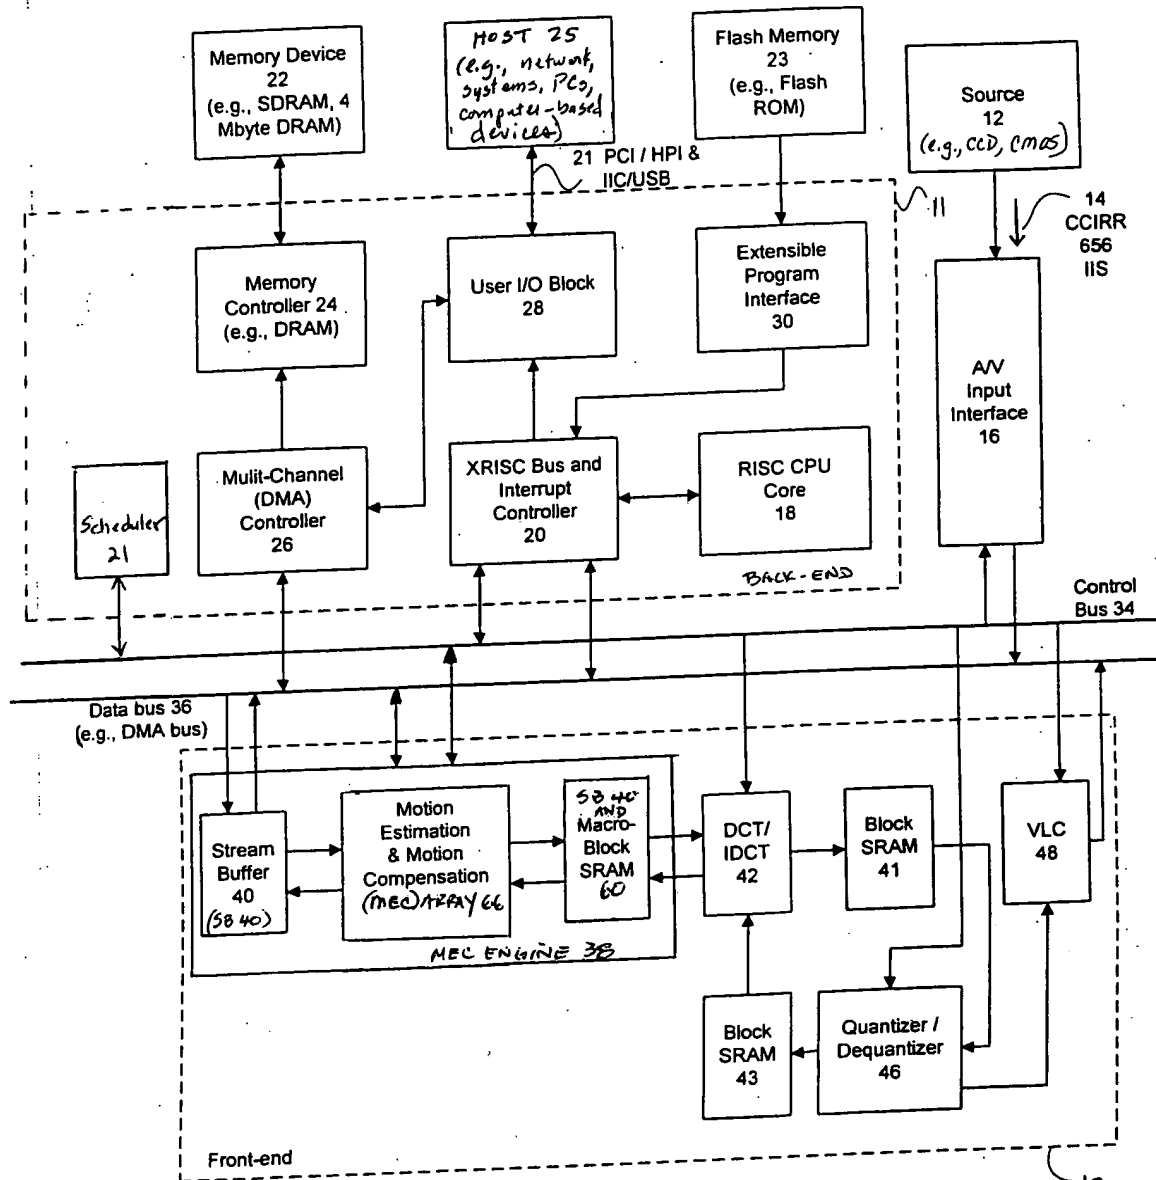 Memory Device
22
(e.g., SDRAM, 4
Mbyte DRAM)
HOST 25
(e.g., network,
systems, PCs,
computer-based
devices)
Flash Memory
23
(e.g., Flash
ROM)
Source
12
(e.g., CCD, CMOS)
21 PCI / HPI &
IIC/USB
11
14
CCIRR
656
IIS
Memory
Controller 24
(e.g., DRAM)
User I/O Block
28
Extensible
Program
Interface
30
A/V
Input
Interface
16
Scheduler
21
Mulit-Channel
(DMA)
Controller
26
XRISC Bus and
Interrupt
Controller
20
RISC CPU
Core
18
BACK-END
Control
Bus 34
Data bus 36
(e.g., DMA bus)
Stream
Buffer
40
(SB 40)
Motion
Estimation
& Motion
Compensation
(MEC) ARRAY 66
SB 40
AND
Macro-
Block
SRAM
60
MEC ENGINE 38
DCT/
IDCT
42
Block
SRAM
41
VLC
48
Block
SRAM
43
Quantizer /
Dequantizer
46
Front-end